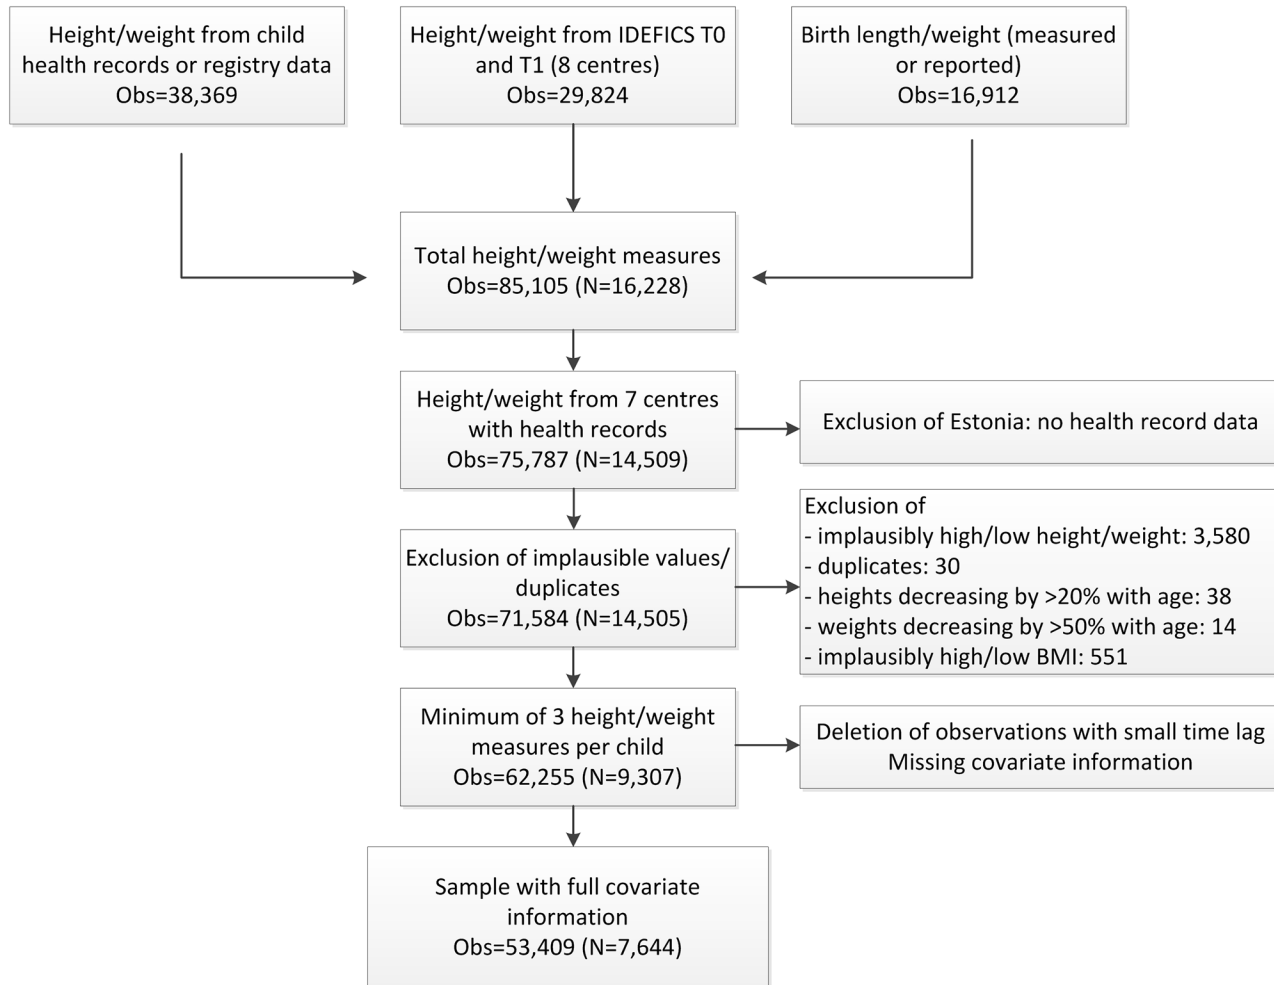 Height/weight from child
health records or registry data
Obs=38,369
Height/weight from IDEFICS T0
and T1 (8 centres)
Obs=29,824
Birth length/weight (measured
or reported)
Obs=16,912
Total height/weight measures
Obs=85,105 (N=16,228)
Height/weight from 7 centres
with health records
Obs=75,787 (N=14,509)
Exclusion of Estonia: no health record data
Exclusion of implausible values/
duplicates
Obs=71,584 (N=14,505)
Exclusion of
- implausibly high/low height/weight: 3,580
- duplicates: 30
- heights decreasing by >20% with age: 38
- weights decreasing by >50% with age: 14
- implausibly high/low BMI: 551
Minimum of 3 height/weight
measures per child
Obs=62,255 (N=9,307)
Deletion of observations with small time lag
Missing covariate information
Sample with full covariate
information
Obs=53,409 (N=7,644)